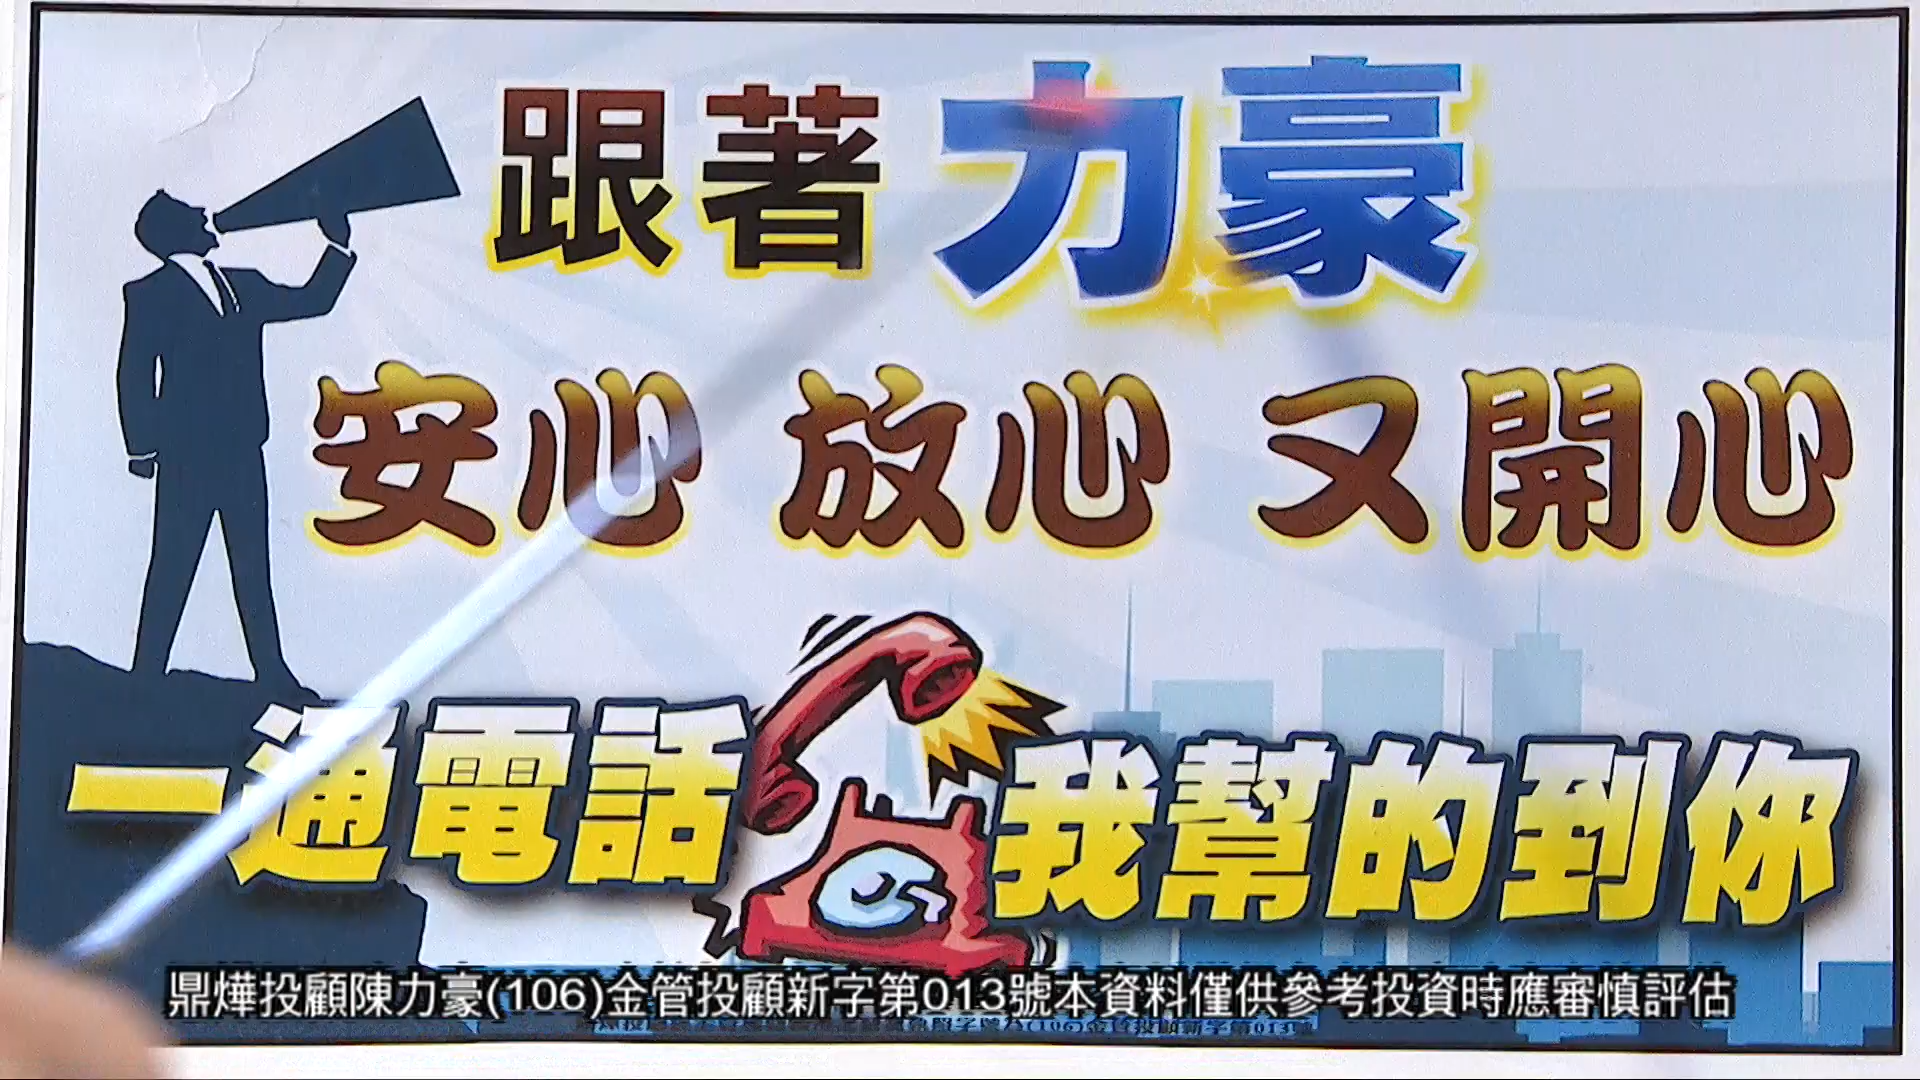 跟著力豪
安心 放心 又開心
一通電話 我幫的到你
鼎燁投顧陳力豪(106)金管投顧新字第013號本資料僅供參考投資時應審慎評估